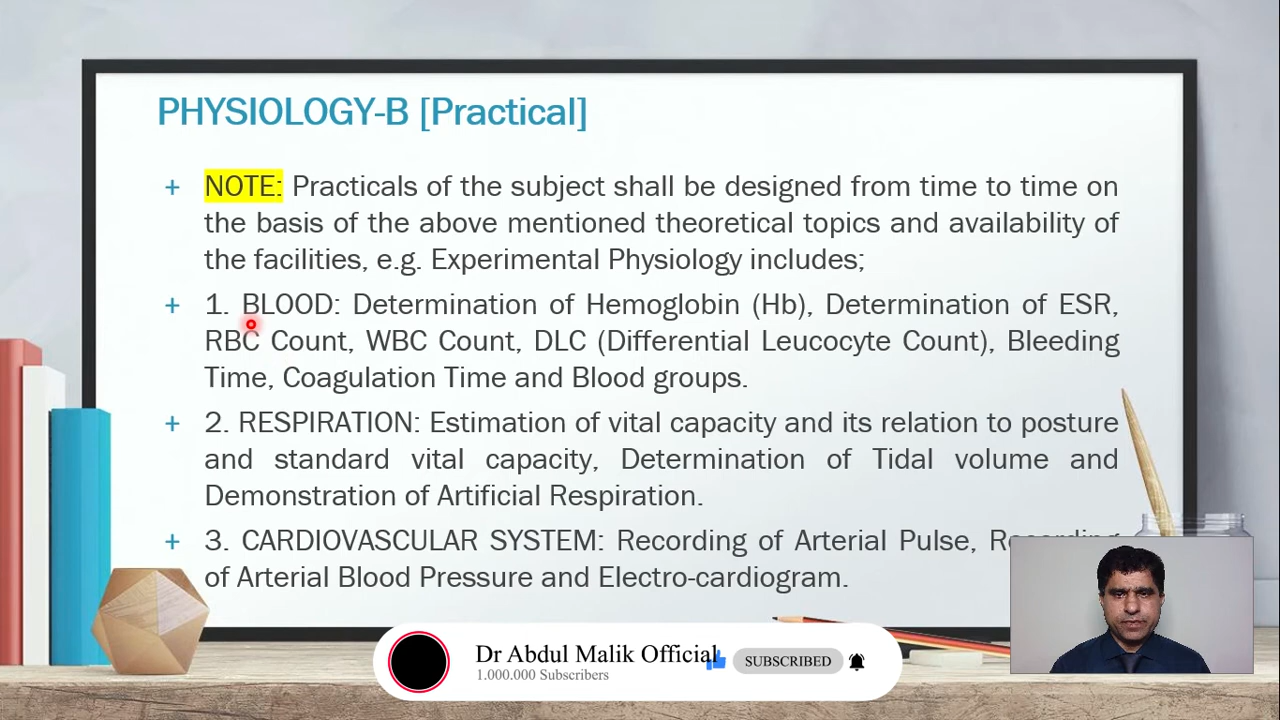 PHYSIOLOGY-B [Practical]
+ NOTE: Practicals of the subject shall be designed from time to time on
the basis of the above mentioned theoretical topics and availability of
the facilities, e.g. Experimental Physiology includes;
+ 1. BLOOD: Determination of Hemoglobin (Hb), Determination of ESR,
RBC Count, WBC Count, DLC (Differential Leucocyte Count), Bleeding
Time, Coagulation Time and Blood groups.
+ 2. RESPIRATION: Estimation of vital capacity and its relation to posture
and standard vital capacity, Determination of Tidal volume and
Demonstration of Artificial Respiration.
+ 3. CARDIOVASCULAR SYSTEM: Recording of Arterial Pulse, Recording
of Arterial Blood Pressure and Electro-cardiogram.
Dr Abdul Malik Official
1.000.000 Subscribers
SUBSCRIBED